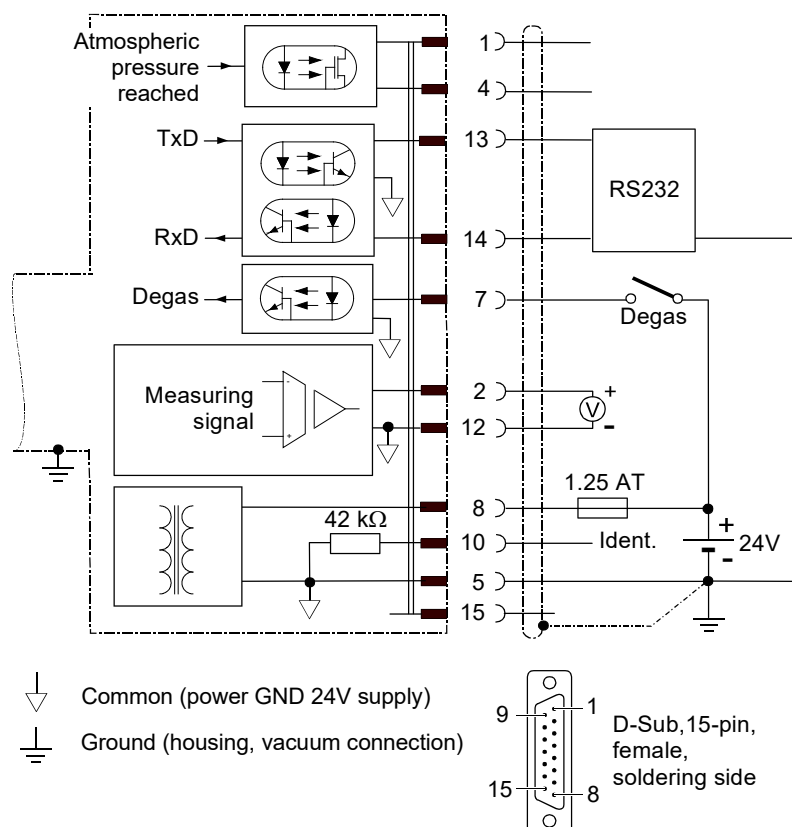 Atmospheric
pressure
reached
1
4
TxD
13
RS232
RxD
14
Degas
7
Degas
Measuring
signal
2
+
V
12
-
1.25 AT
8
42 kΩ
10
Ident.
+
24V
-
5
15
Common (power GND 24V supply)
Ground (housing, vacuum connection)
9
1
15
8
D-Sub,15-pin,
female,
soldering side
-
+